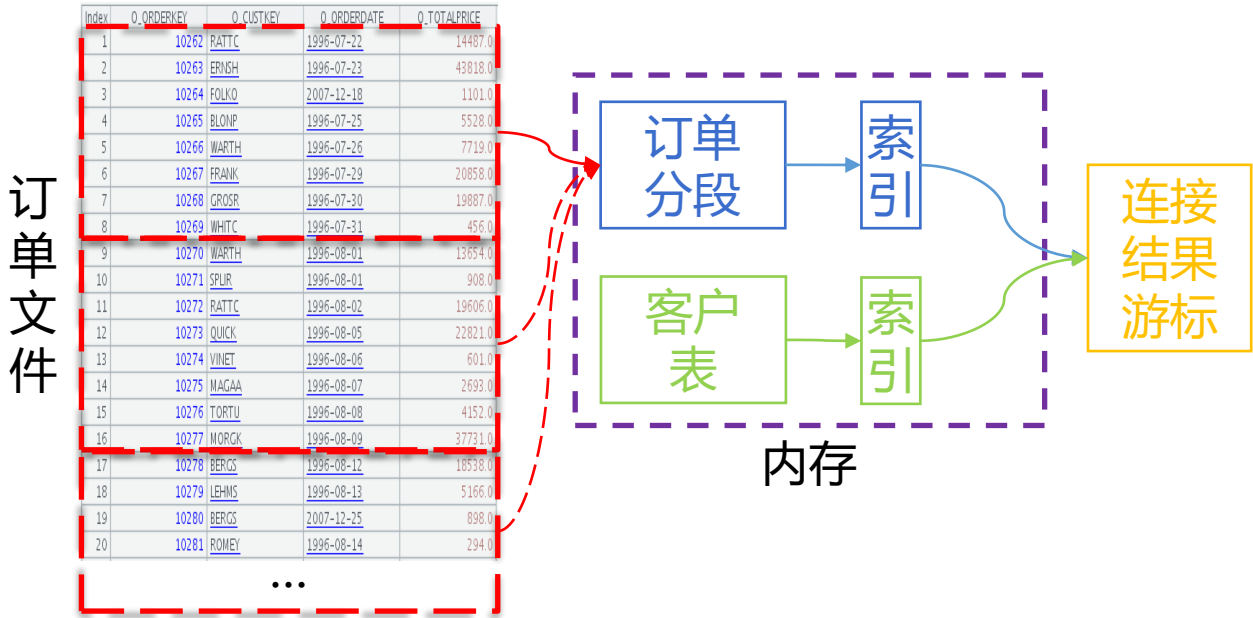 Index O_ORDERKEY O_CUSTKEY O_ORDERDATE O_TOTALPRICE
1 10262 RATTC 1996-07-22 14487.0
2 10263 ERNSH 1996-07-23 43818.0
3 10264 FOLKO 2007-12-18 1101.0
4 10265 BLONP 1996-07-25 5528.0
5 10266 WARTH 1996-07-26 7719.0
6 10267 FRANK 1996-07-29 20858.0
7 10268 GROSR 1996-07-30 19887.0
8 10269 WHITC 1996-07-31 456.0
9 10270 WARTH 1996-08-01 13654.0
10 10271 SPLIR 1996-08-01 908.0
11 10272 RATTC 1996-08-02 19606.0
12 10273 QUICK 1996-08-05 22821.0
13 10274 VINET 1996-08-06 601.0
14 10275 MAGAA 1996-08-07 2693.0
15 10276 TORTU 1996-08-08 4152.0
16 10277 MORGK 1996-08-09 37731.0
17 10278 BERGS 1996-08-12 18538.0
18 10279 LEHMS 1996-08-13 5166.0
19 10280 BERGS 2007-12-25 898.0
20 10281 ROMEY 1996-08-14 294.0
...
订单文件
订单
分段
索
引
客户
表
索
引
内存
连接
结果
游标